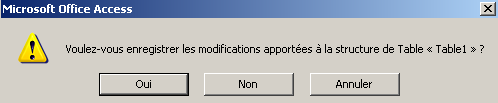 Microsoft Office Access
Voulez-vous enregistrer les modifications apportées à la structure de Table « Table1 » ?
Oui Non Annuler